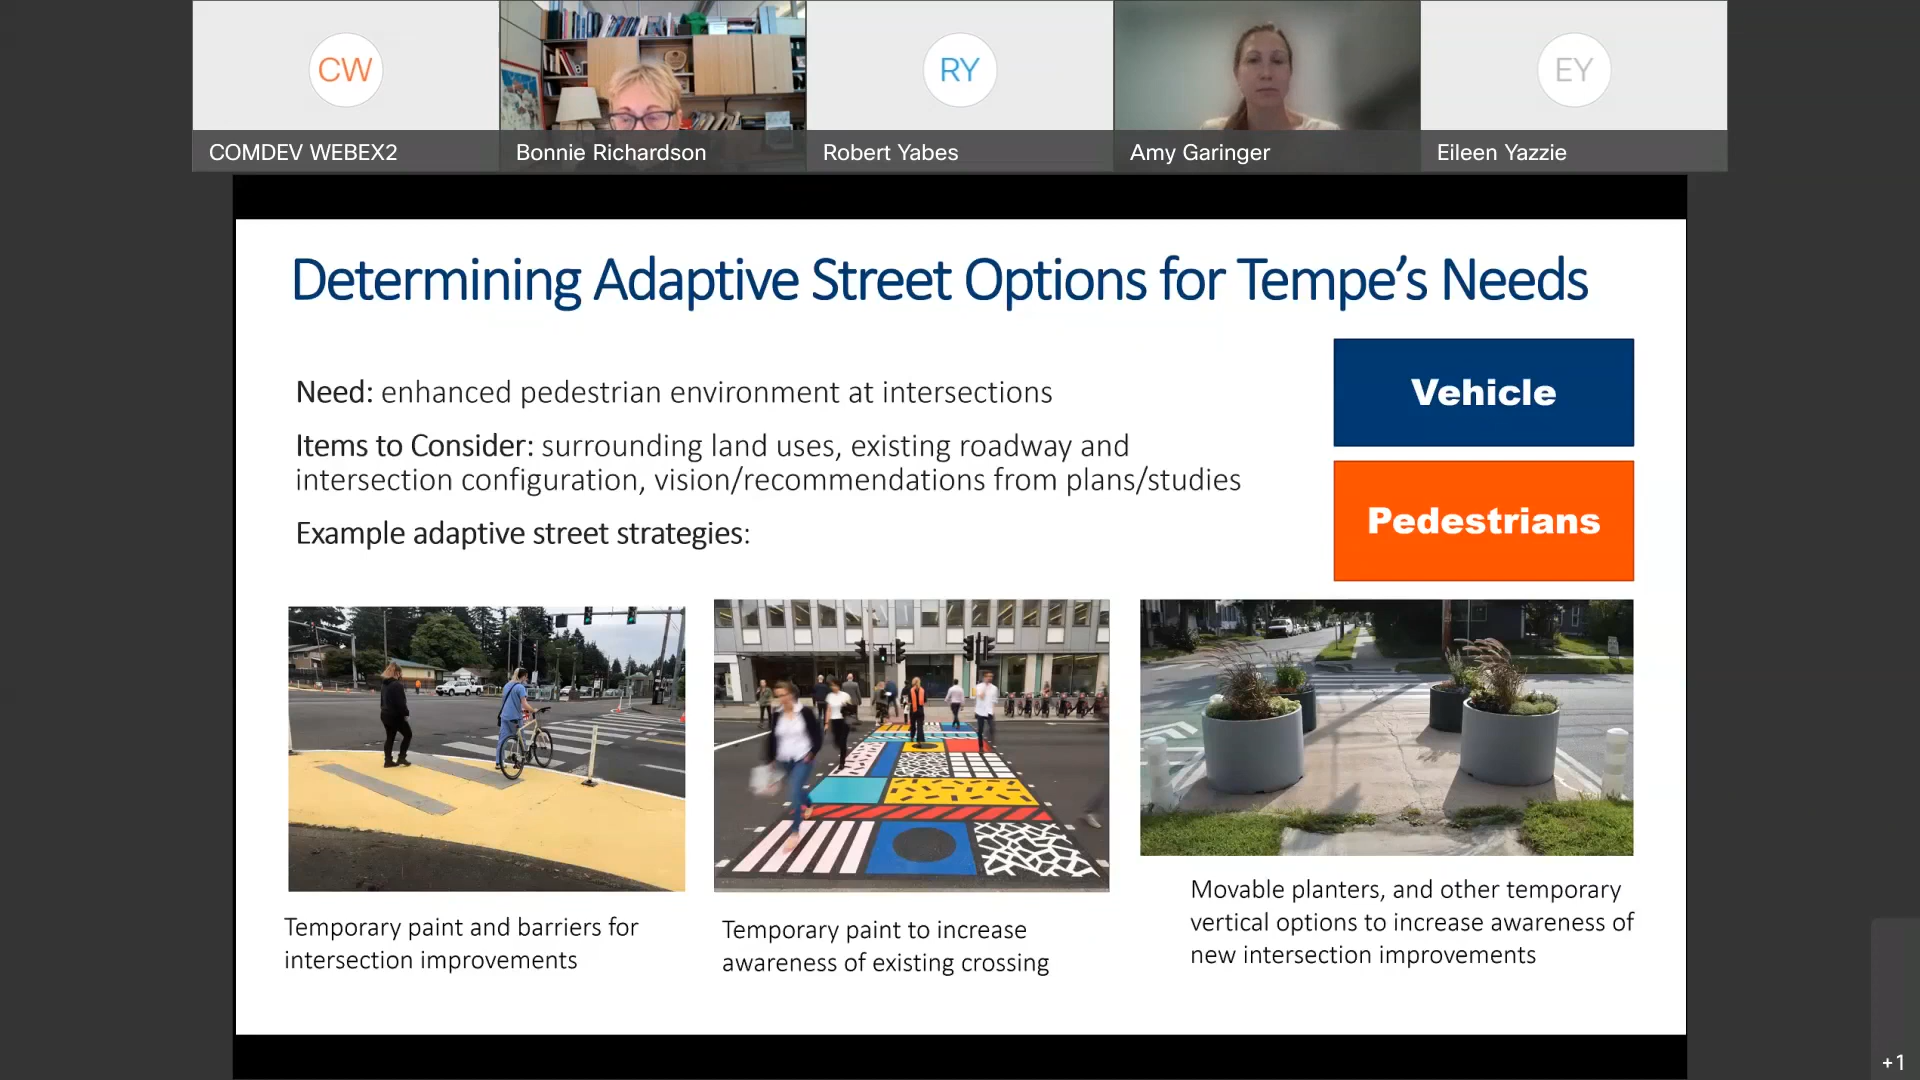 CW
RY
EY
COMDEV WEBEX2
Bonnie Richardson
Robert Yabes
Amy Garinger
Eileen Yazzie
Determining Adaptive Street Options for Tempe’s Needs
Need: enhanced pedestrian environment at intersections
Items to Consider: surrounding land uses, existing roadway and
intersection configuration, vision/recommendations from plans/studies
Example adaptive street strategies:
Vehicle
Pedestrians
Temporary paint and barriers for
intersection improvements
Temporary paint to increase
awareness of existing crossing
Movable planters, and other temporary
vertical options to increase awareness of
new intersection improvements
+1